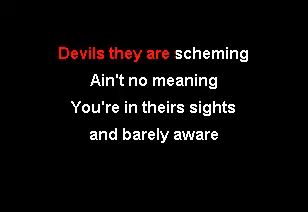 Devils they are scheming
Ain't no meaning
You're in theirs sights
and barely aware